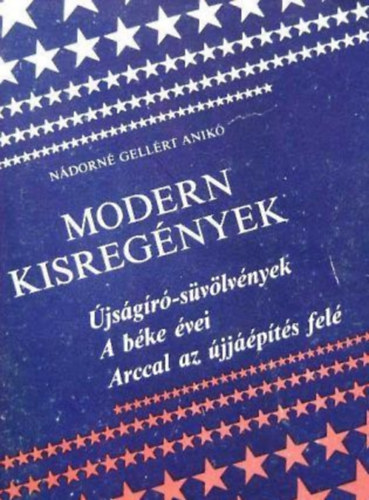 NÁDORNÉ GELLÉRT ANIKÓ
MODERN
KISREGÉNYEK
Újságíró-süvölvények
A béke évei
Arccal az újjáépítés felé